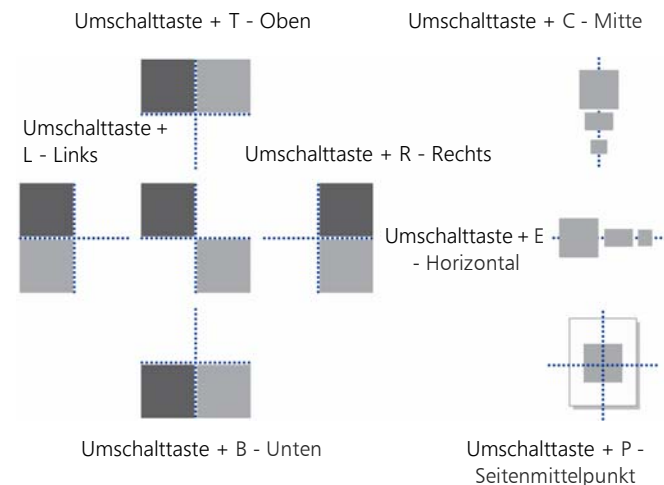 Umschalttaste + T - Oben
Umschalttaste + C - Mitte
Umschalttaste +
L - Links
Umschalttaste + R - Rechts
Umschalttaste + E
- Horizontal
Umschalttaste + B - Unten
Umschalttaste + P -
Seitenmittelpunkt